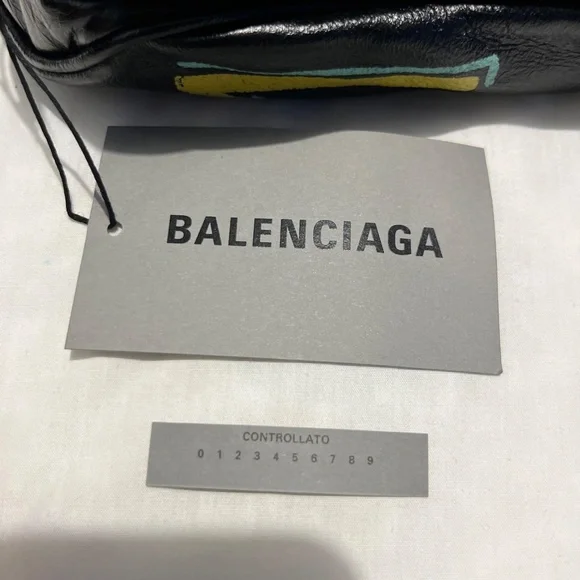 BALENCIAGA
CONTROLLATO
0 1 2 3 4 5 6 7 8 9